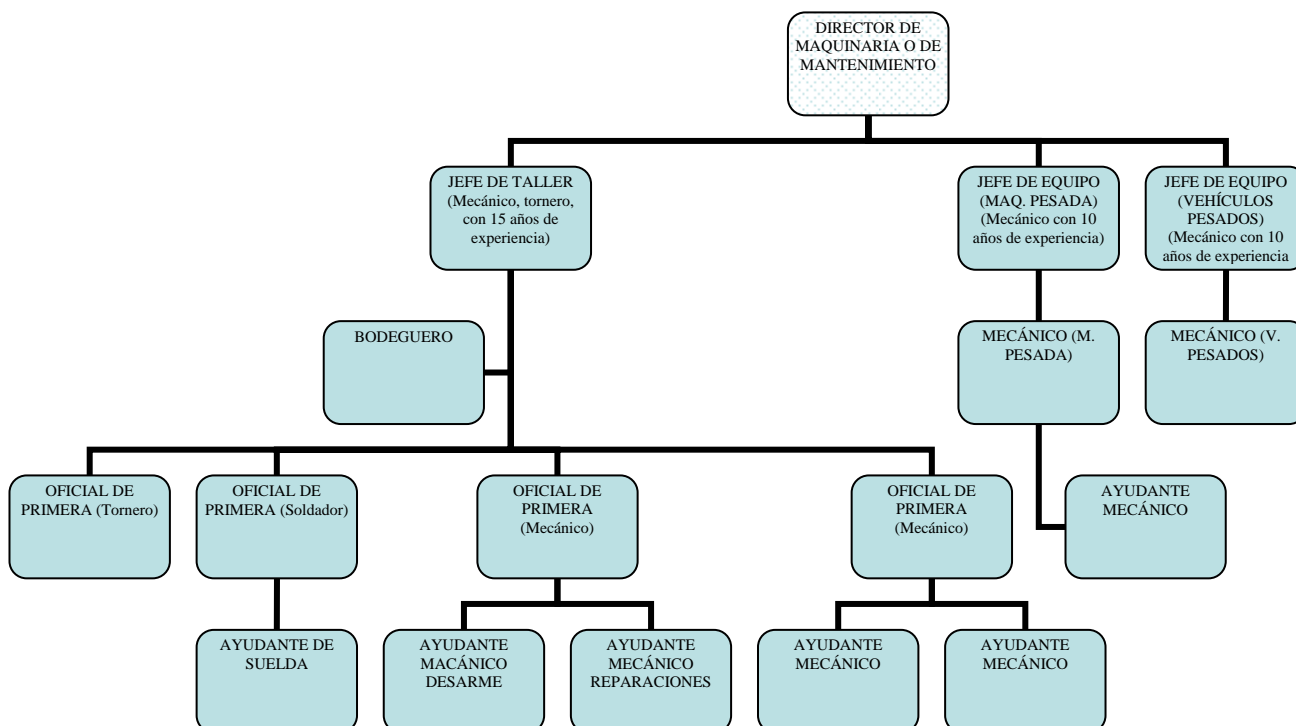 DIRECTOR DE
MAQUINARIA O DE
MANTENIMIENTO
JEFE DE TALLER
(Mecánico, tornero,
con 15 años de
experiencia)
JEFE DE EQUIPO
(MAQ. PESADA)
(Mecánico con 10
años de experiencia)
JEFE DE EQUIPO
(VEHÍCULOS
PESADOS)
(Mecánico con 10
años de experiencia
BODEGUERO
MECÁNICO (M.
PESADA)
MECÁNICO (V.
PESADOS)
OFICIAL DE
PRIMERA (Tornero)
OFICIAL DE
PRIMERA (Soldador)
OFICIAL DE
PRIMERA
(Mecánico)
OFICIAL DE
PRIMERA
(Mecánico)
AYUDANTE
MECÁNICO
AYUDANTE DE
SUELDA
AYUDANTE
MACÁNICO
DESARME
AYUDANTE
MECÁNICO
REPARACIONES
AYUDANTE
MECÁNICO
AYUDANTE
MECÁNICO